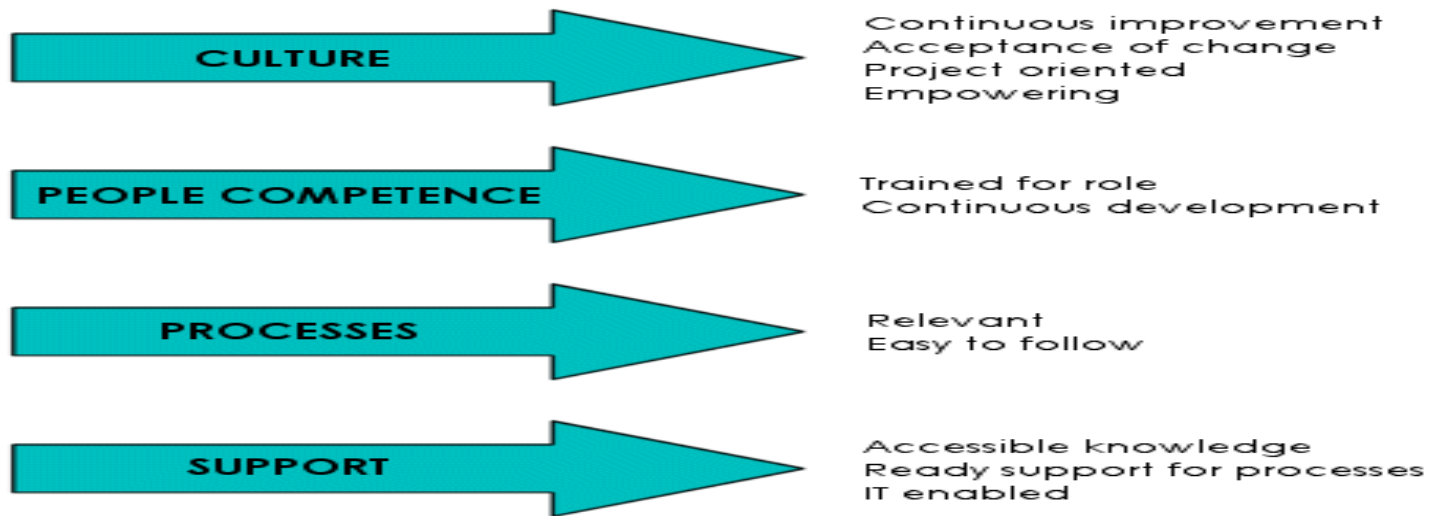 CULTURE
Continuous improvement
Acceptance of change
Project oriented
Empowering
PEOPLE COMPETENCE
Trained for role
Continuous development
PROCESSES
Relevant
Easy to follow
SUPPORT
Accessible knowledge
Ready support for processes
IT enabled